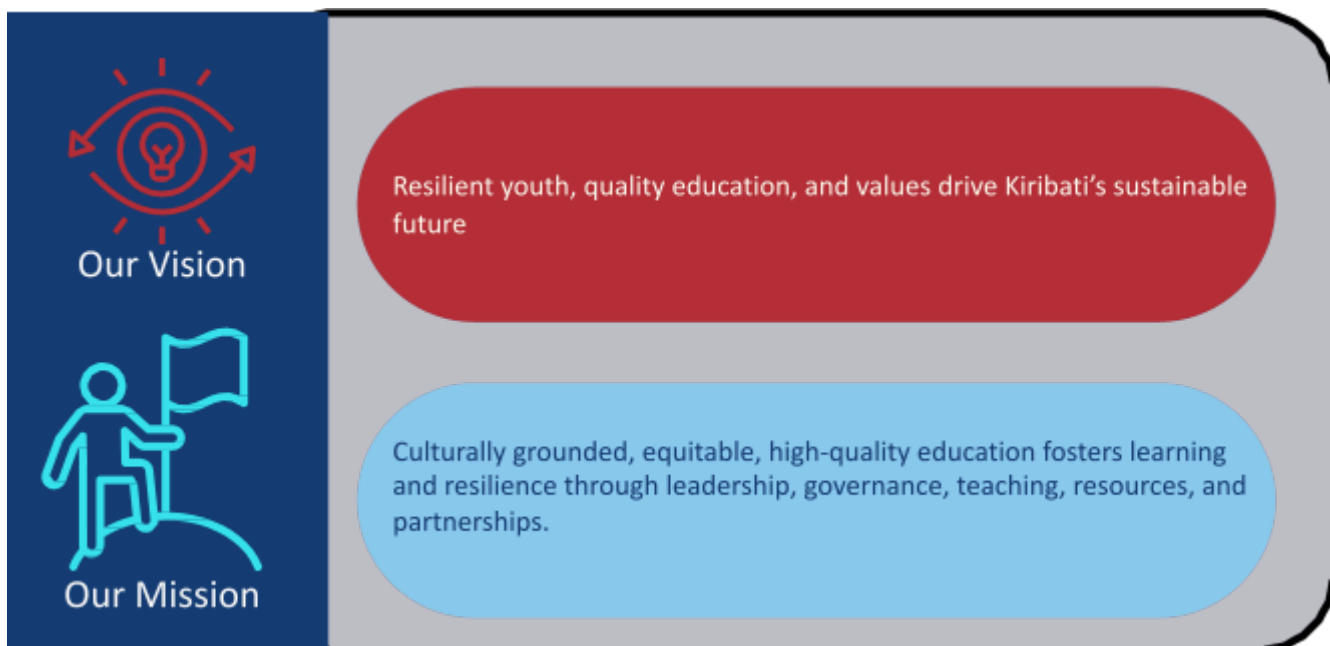 Our Vision
Resilient youth, quality education, and values drive Kiribati’s sustainable
future
Our Mission
Culturally grounded, equitable, high-quality education fosters learning
and resilience through leadership, governance, teaching, resources, and
partnerships.